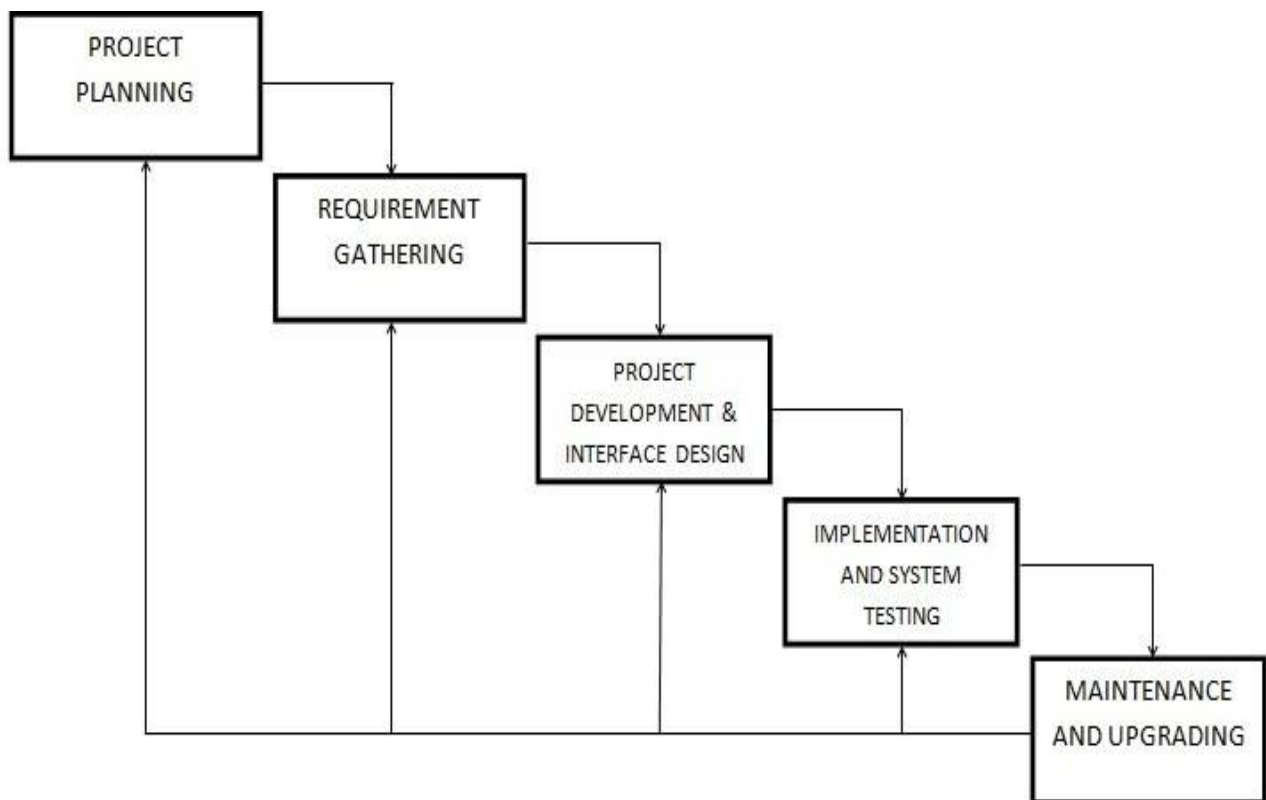 PROJECT
PLANNING
REQUIREMENT
GATHERING
PROJECT
DEVELOPMENT &
INTERFACE DESIGN
IMPLEMENTATION
AND SYSTEM
TESTING
MAINTENANCE
AND UPGRADING